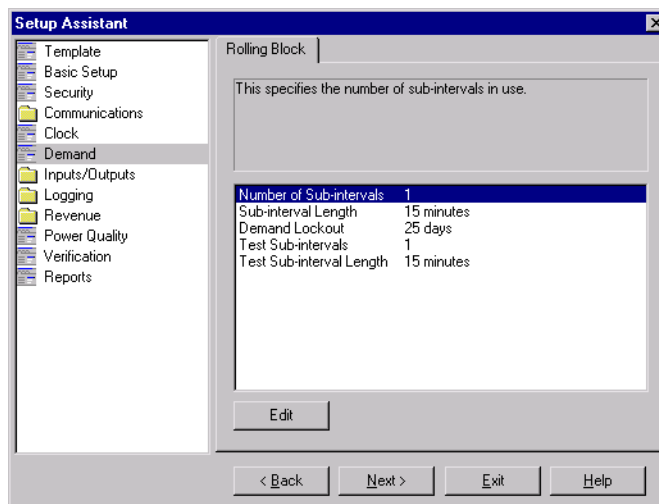 Setup Assistant
Template
Basic Setup
Security
Communications
Clock
Demand
Inputs/Outputs
Logging
Revenue
Power Quality
Verification
Reports
Rolling Block
This specifies the number of sub-intervals in use.
Number of Sub-intervals 1
Sub-interval Length 15 minutes
Demand Lockout 25 days
Test Sub-intervals 1
Test Sub-interval Length 15 minutes
Edit
< Back Next > Exit Help